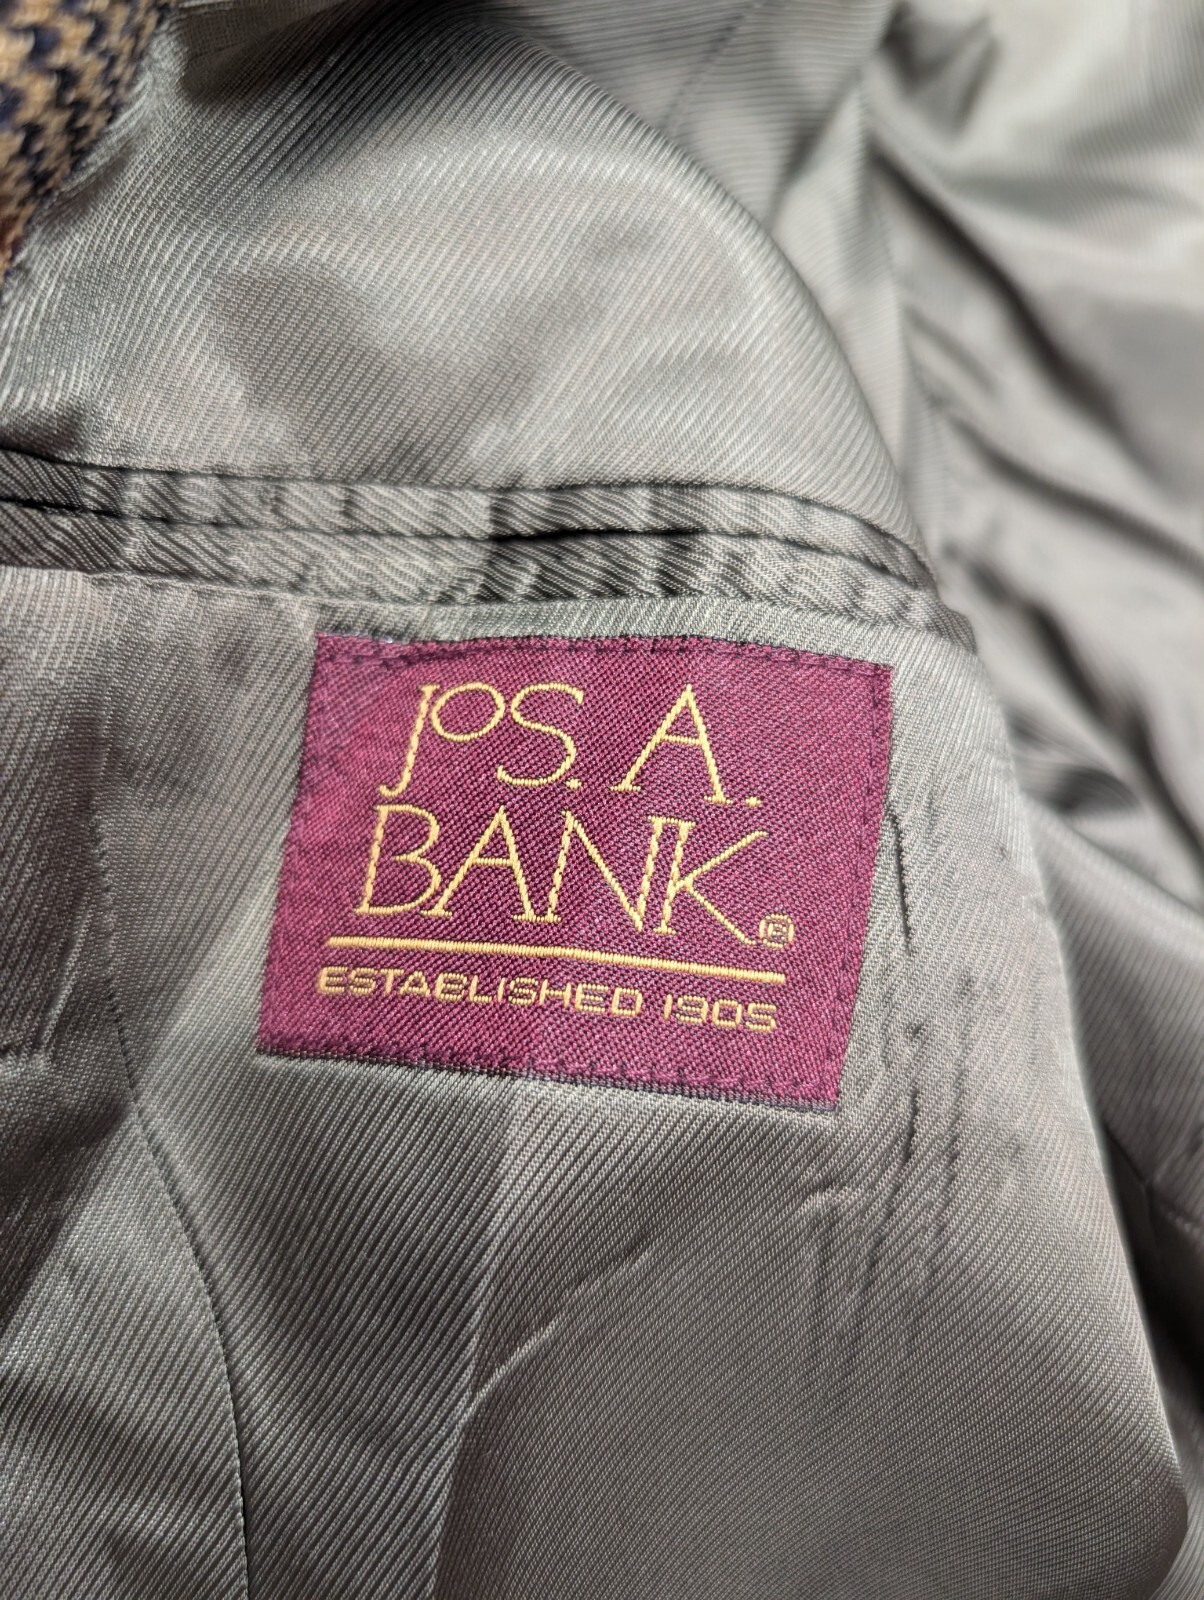 JOS. A.
BANK®
ESTABLISHED 1905